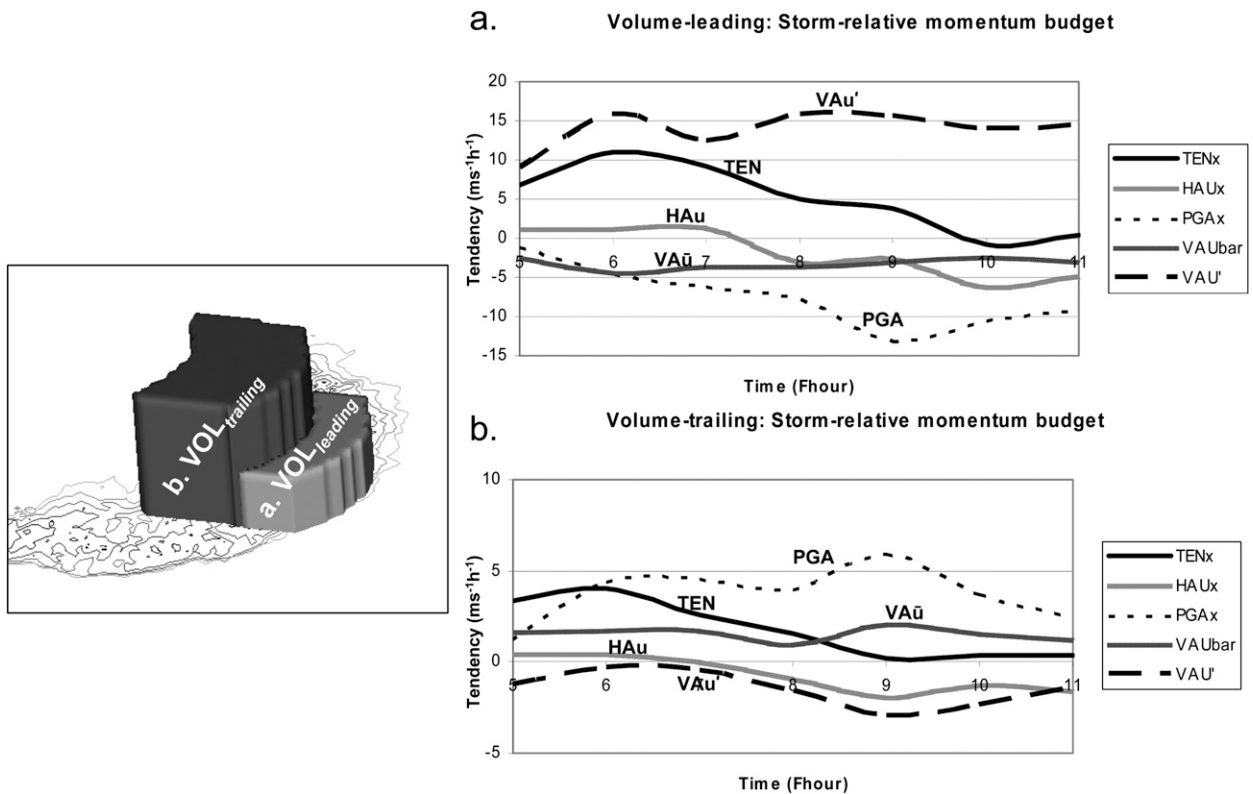 b. VOLtrailing
a. VOLleading
a.
Volume-leading: Storm-relative momentum budget
Tendency (ms⁻¹h⁻¹)
20
15
10
5
0
-5
-10
-15
5
6
7
8
9
10
11
VAu'
TEN
HAu
VAū
PGA
Time (Fhour)
TENx
HAUx
PGAx
VAUbar
VAU'
b.
Volume-trailing: Storm-relative momentum budget
Tendency (ms⁻¹h⁻¹)
10
5
0
-5
5
6
7
8
9
10
11
PGA
TEN
VAū
HAu
VAu'
Time (Fhour)
TENx
HAUx
PGAx
VAUbar
VAU'